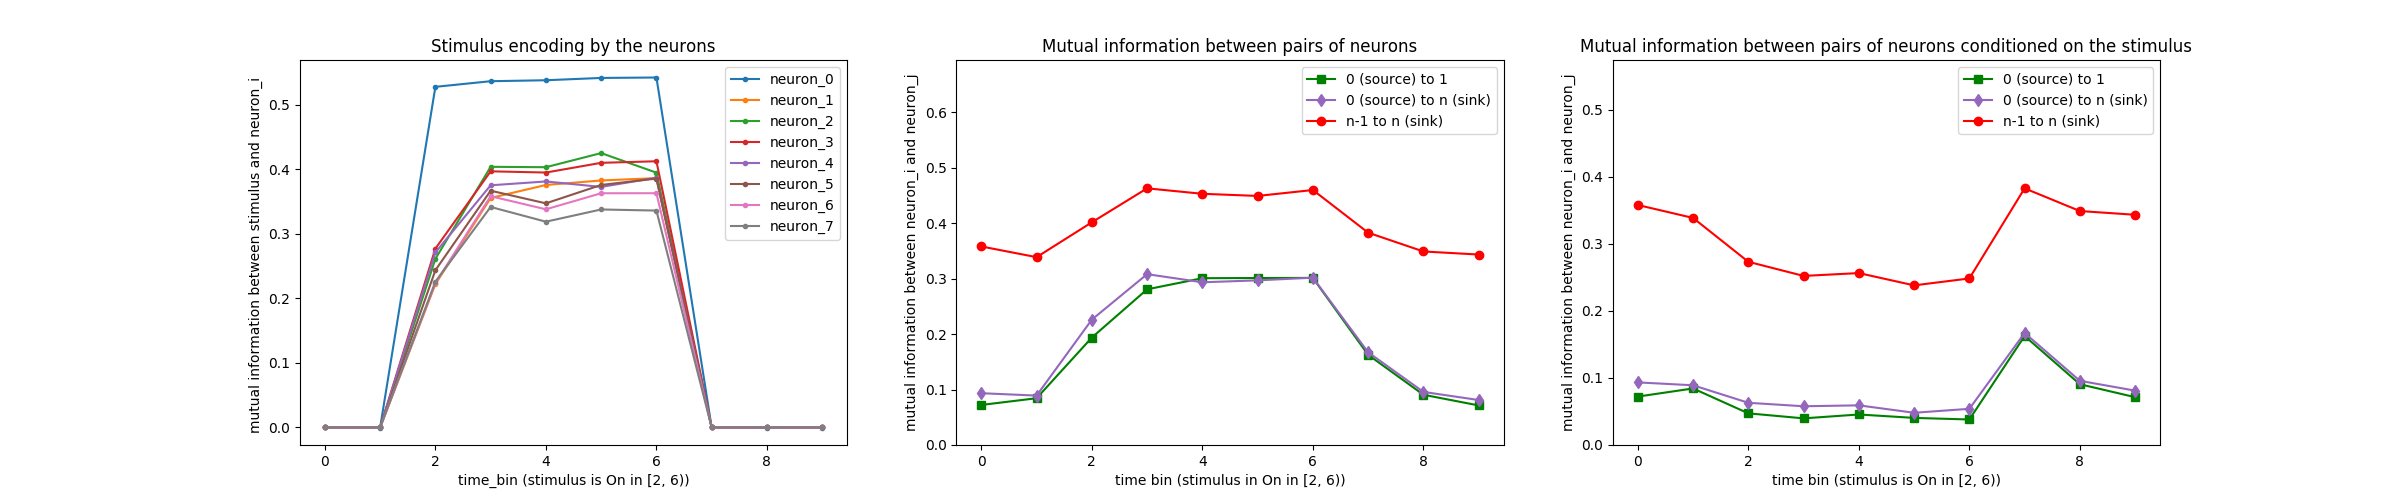 Stimulus encoding by the neurons
mutual information between stimulus and neuron_i
0.5
0.4
0.3
0.2
0.1
0.0
0 2 4 6 8
time_bin (stimulus is On in [2, 6))
neuron_0
neuron_1
neuron_2
neuron_3
neuron_4
neuron_5
neuron_6
neuron_7
Mutual information between pairs of neurons
mutual information between neuron_i and neuron_j
0.6
0.5
0.4
0.3
0.2
0.1
0.0
0 2 4 6 8
time bin (stimulus in On in [2, 6))
0 (source) to 1
0 (source) to n (sink)
n-1 to n (sink)
Mutual information between pairs of neurons conditioned on the stimulus
mutual information between neuron_i and neuron_j
0.5
0.4
0.3
0.2
0.1
0.0
0 2 4 6 8
time bin (stimulus is On in [2, 6))
0 (source) to 1
0 (source) to n (sink)
n-1 to n (sink)